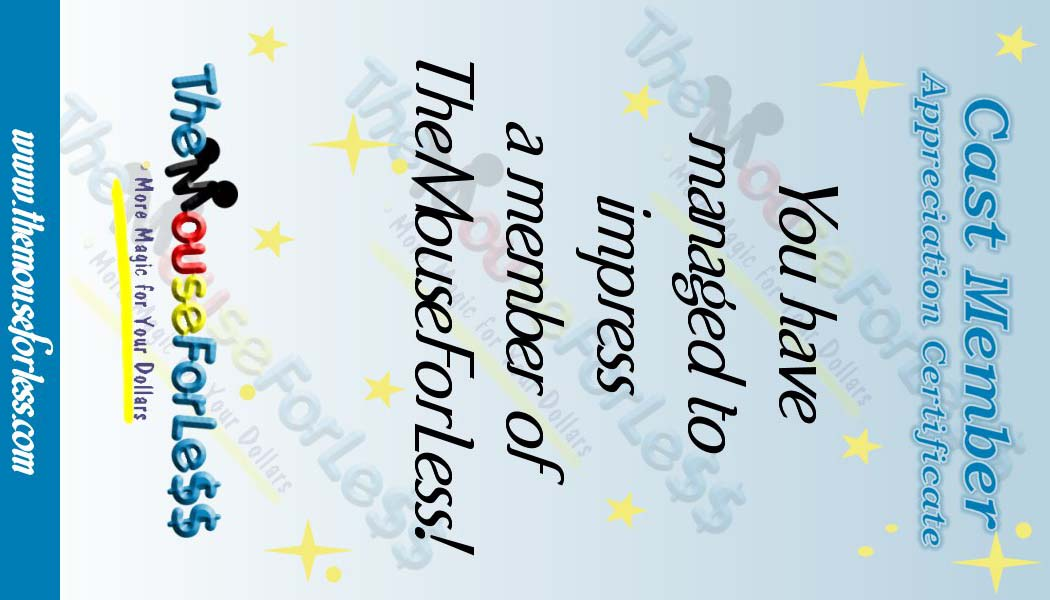 Cast Member
Appreciation Certificate
You have
managed to
impress
a member of
TheMouseForLess!
TheMouseForLe$$
More Magic for Your Dollars
www.themouseforless.com